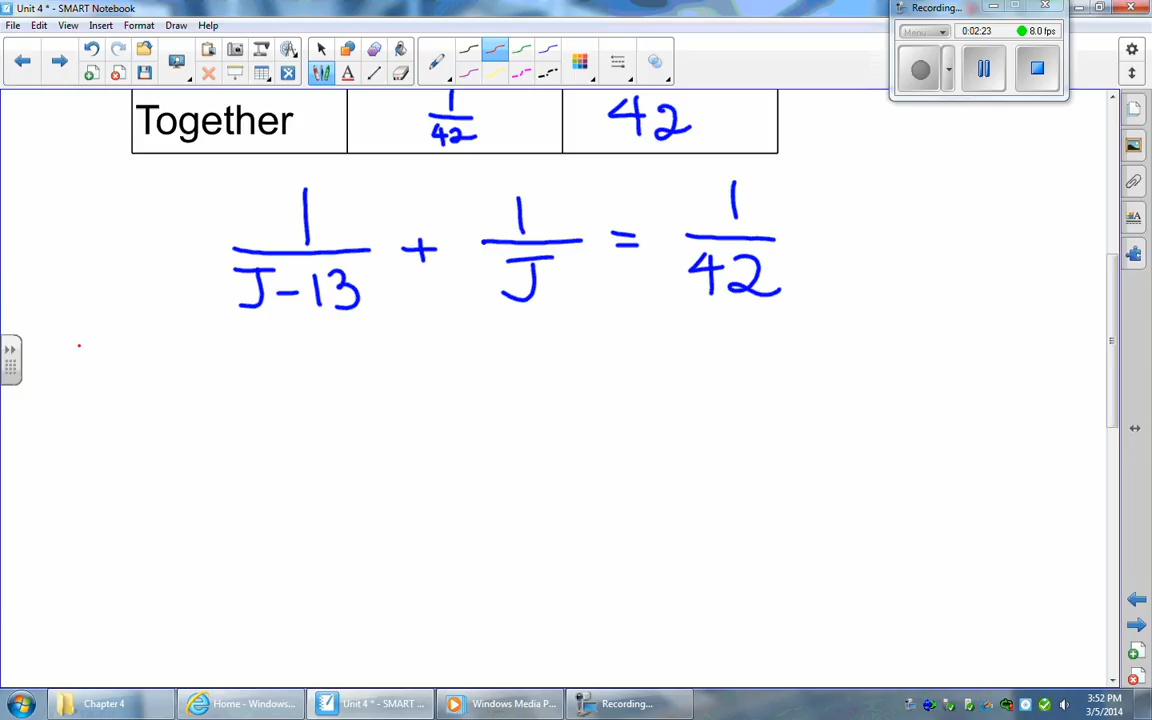 Unit 4 * - SMART Notebook
Recording...
File Edit View Insert Format Draw Help
Menu 0:02:23 8.0 fps
Together 1/42 42
1/(J-13) + 1/J = 1/42
Chapter 4 Home - Windows... Unit 4 * - SMART ... Windows Media P... Recording... 3:52 PM
3/5/2014